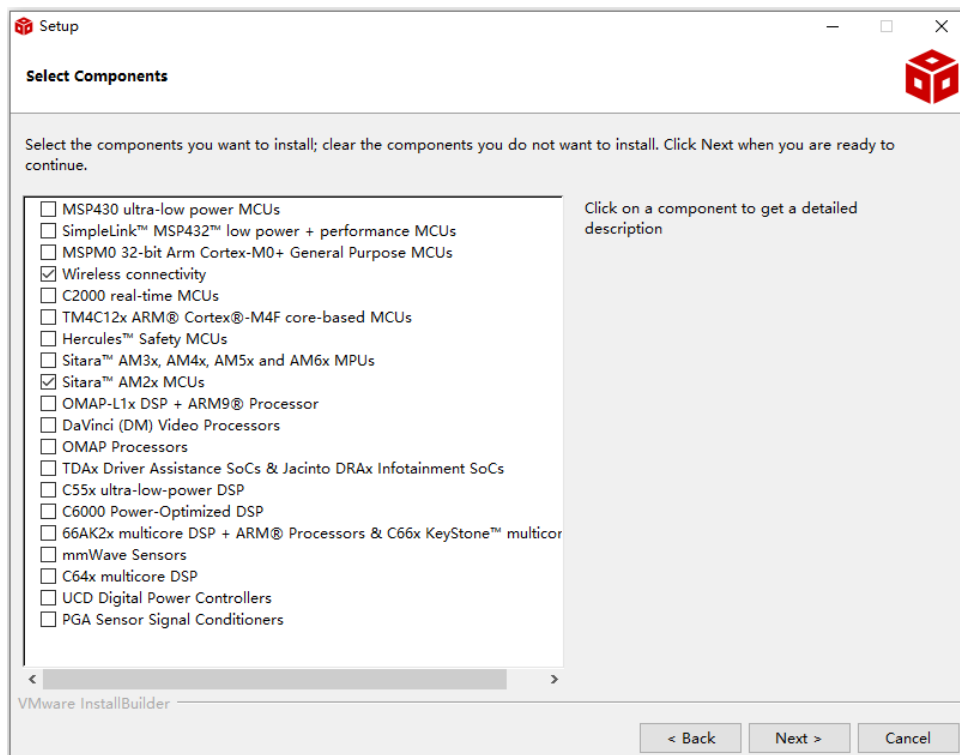 Setup
Select Components
Select the components you want to install; clear the components you do not want to install. Click Next when you are ready to
continue.
MSP430 ultra-low power MCUs
SimpleLink™ MSP432™ low power + performance MCUs
MSPM0 32-bit Arm Cortex-M0+ General Purpose MCUs
Wireless connectivity
C2000 real-time MCUs
TM4C12x ARM® Cortex®-M4F core-based MCUs
Hercules™ Safety MCUs
Sitara™ AM3x, AM4x, AM5x and AM6x MPUs
Sitara™ AM2x MCUs
OMAP-L1x DSP + ARM9® Processor
DaVinci (DM) Video Processors
OMAP Processors
TDAx Driver Assistance SoCs & Jacinto DRAx Infotainment SoCs
C55x ultra-low-power DSP
C6000 Power-Optimized DSP
66AK2x multicore DSP + ARM® Processors & C66x KeyStone™ multicor
mmWave Sensors
C64x multicore DSP
UCD Digital Power Controllers
PGA Sensor Signal Conditioners
Click on a component to get a detailed
description
VMware InstallBuilder
< Back
Next >
Cancel